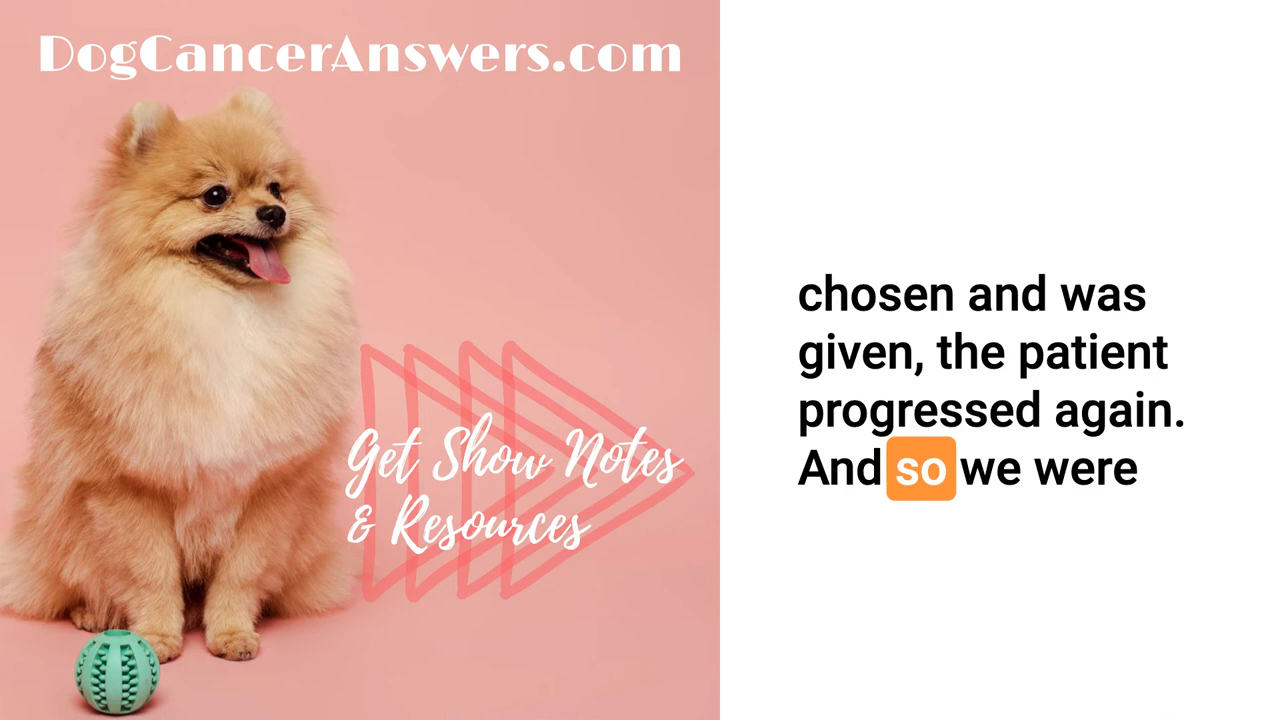 DogCancerAnswers.com
Get Show Notes
& Resources
chosen and was
given, the patient
progressed again.
And so we were